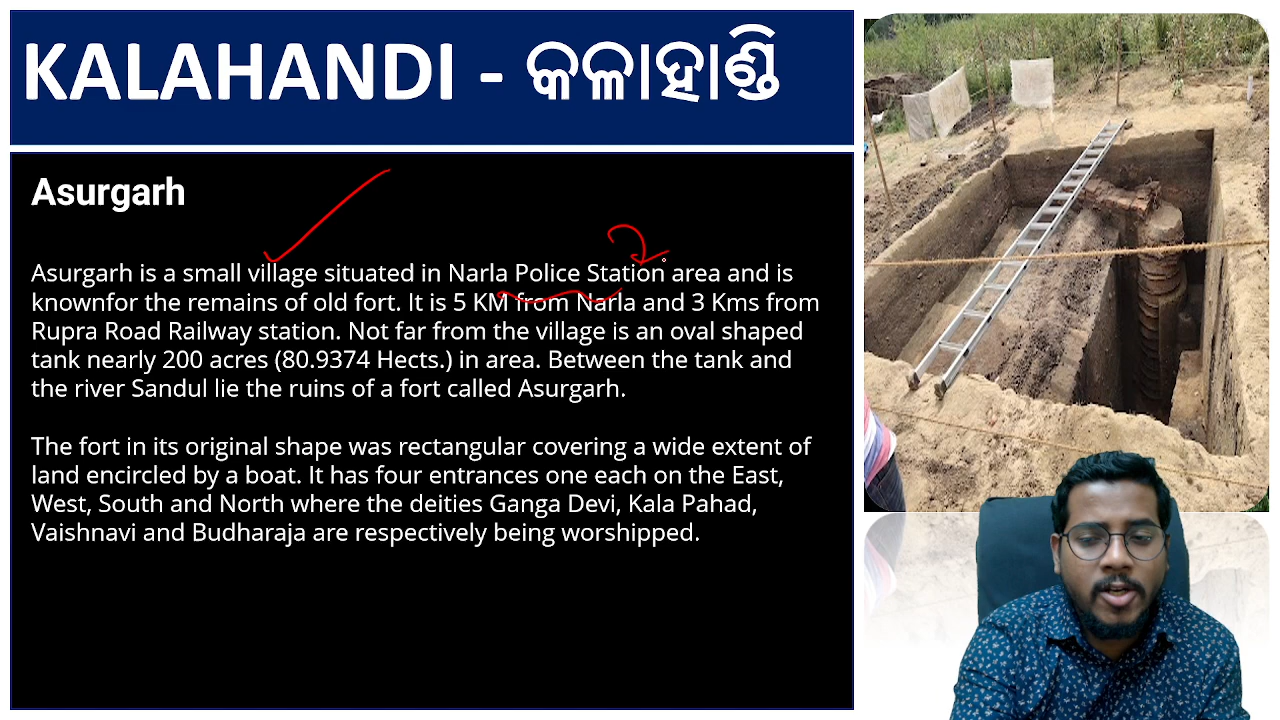 KALAHANDI - କଳାହାଣ୍ଡି
Asurgarh
Asurgarh is a small village situated in Narla Police Station area and is
knownfor the remains of old fort. It is 5 KM from Narla and 3 Kms from
Rupra Road Railway station. Not far from the village is an oval shaped
tank nearly 200 acres (80.9374 Hects.) in area. Between the tank and
the river Sandul lie the ruins of a fort called Asurgarh.
The fort in its original shape was rectangular covering a wide extent of
land encircled by a boat. It has four entrances one each on the East,
West, South and North where the deities Ganga Devi, Kala Pahad,
Vaishnavi and Budharaja are respectively being worshipped.